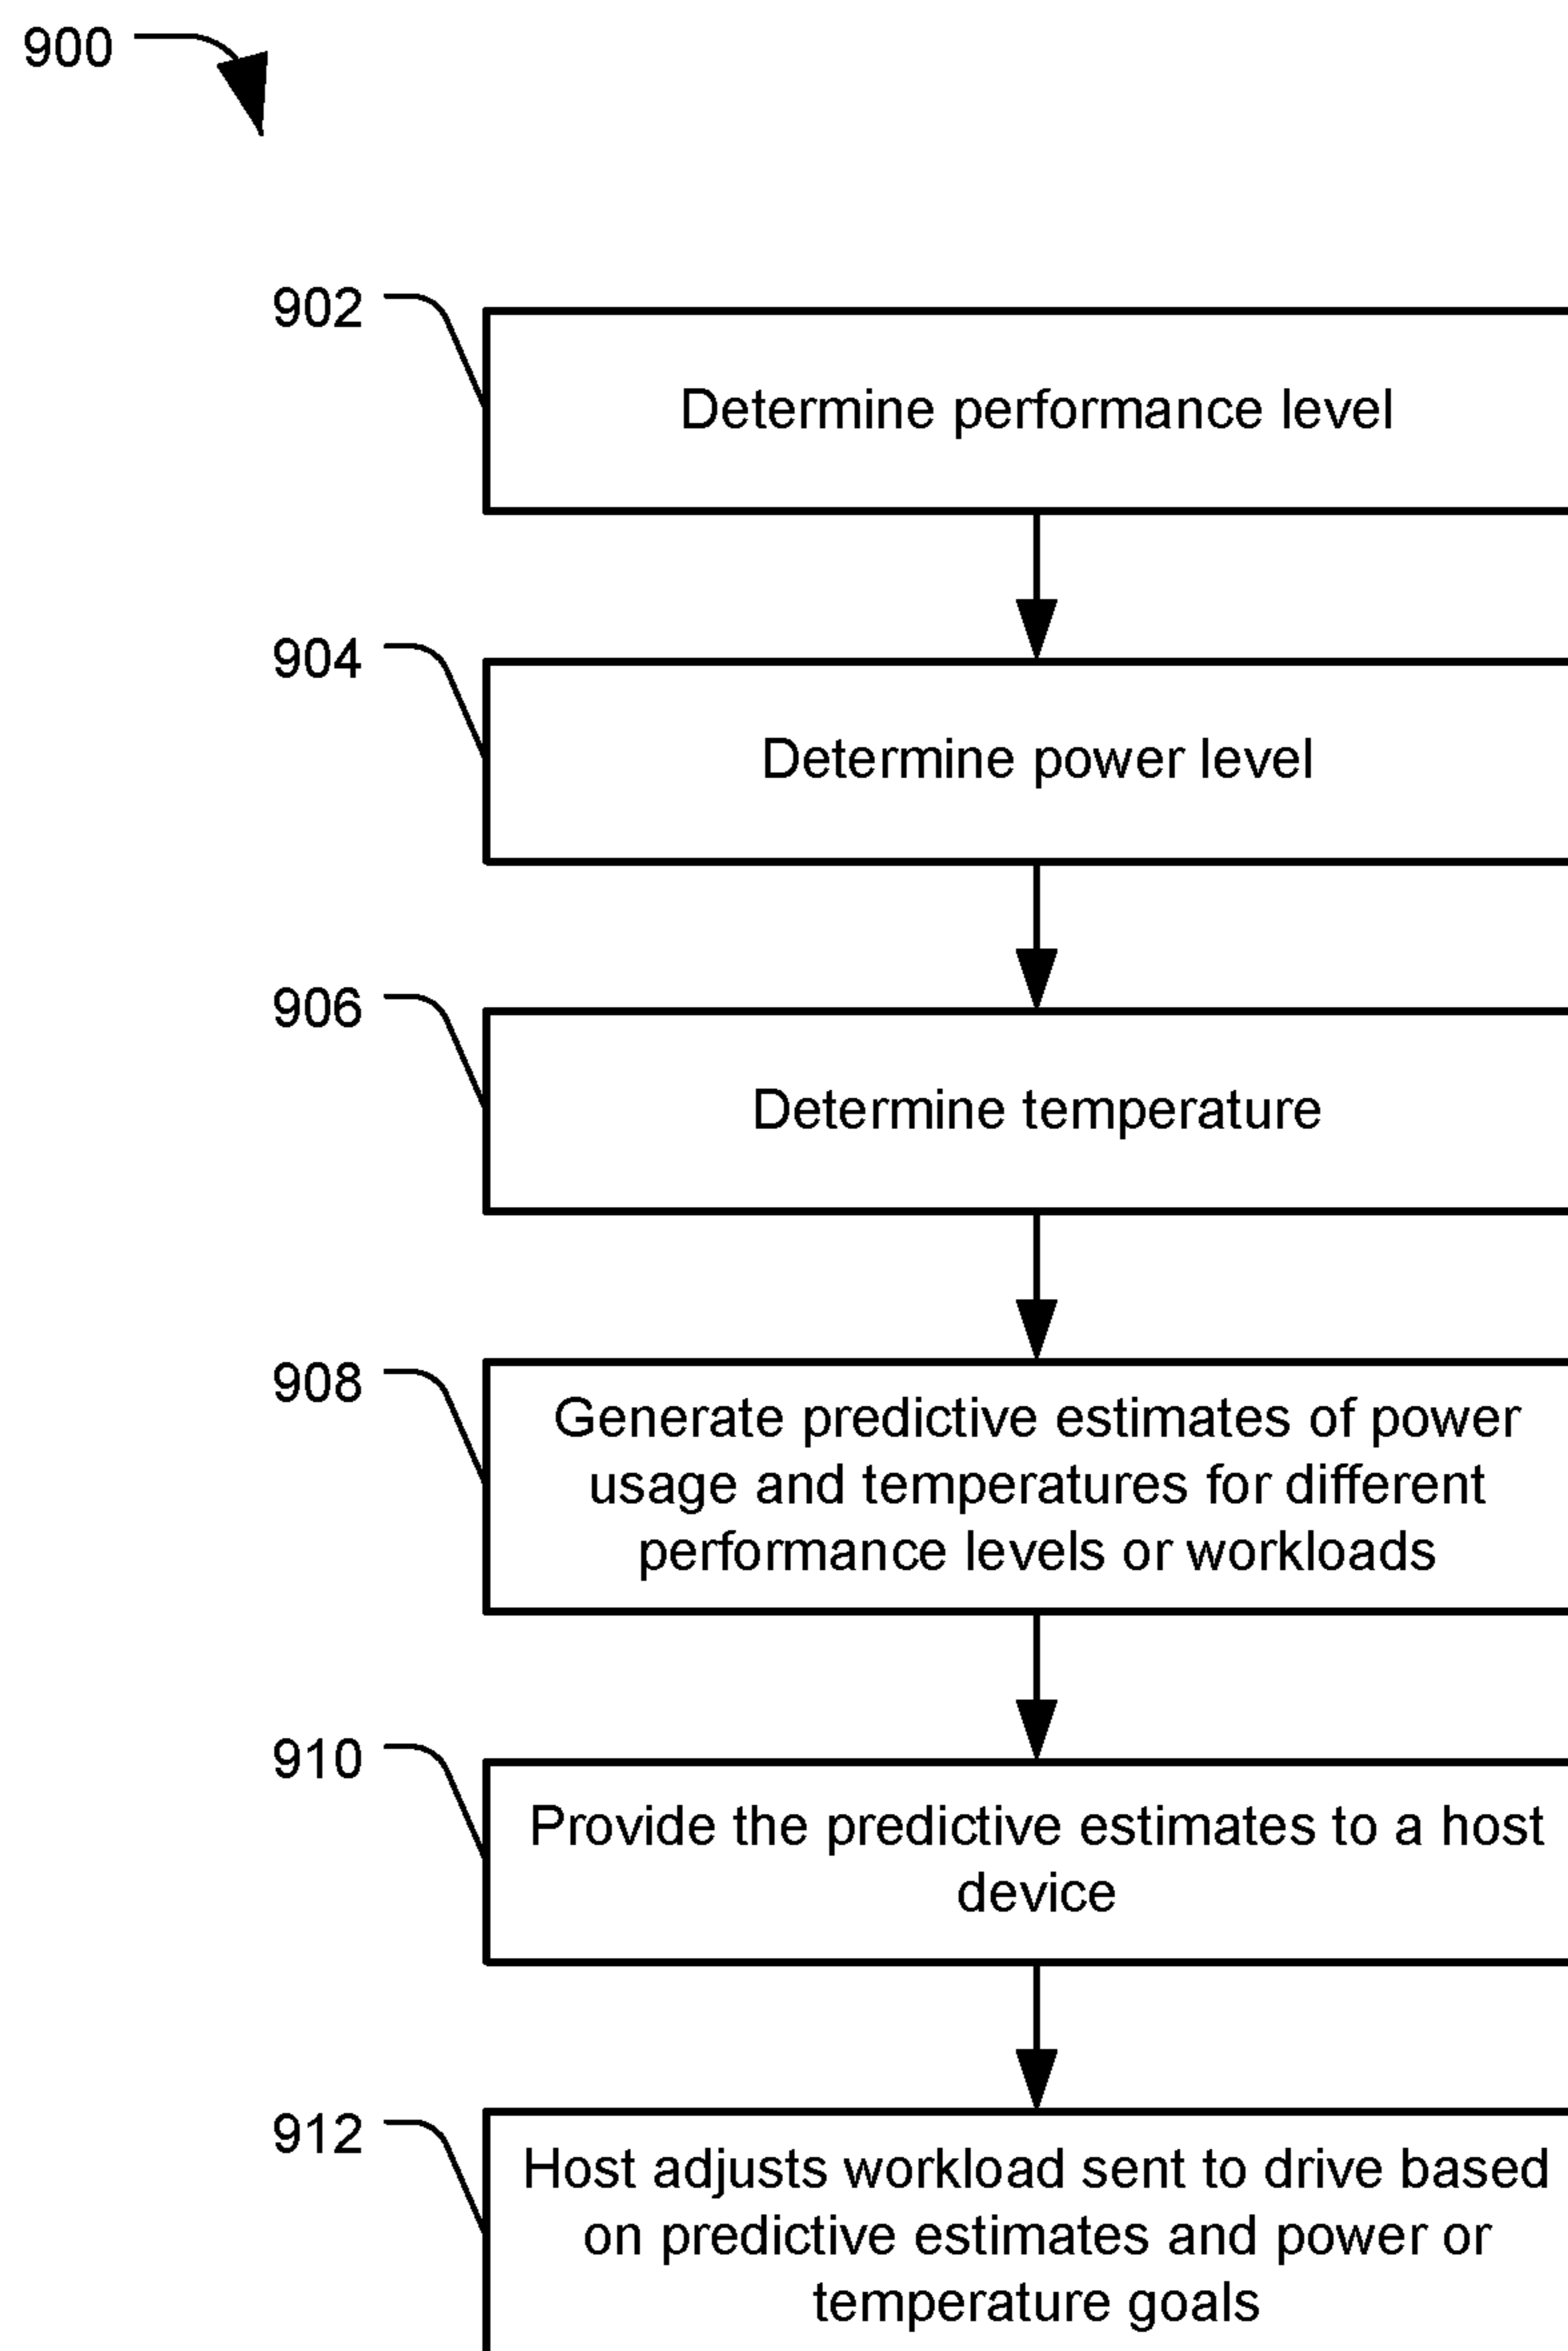 900
902
Determine performance level
904
Determine power level
906
Determine temperature
908
Generate predictive estimates of power
usage and temperatures for different
performance levels or workloads
910
Provide the predictive estimates to a host
device
912
Host adjusts workload sent to drive based
on predictive estimates and power or
temperature goals